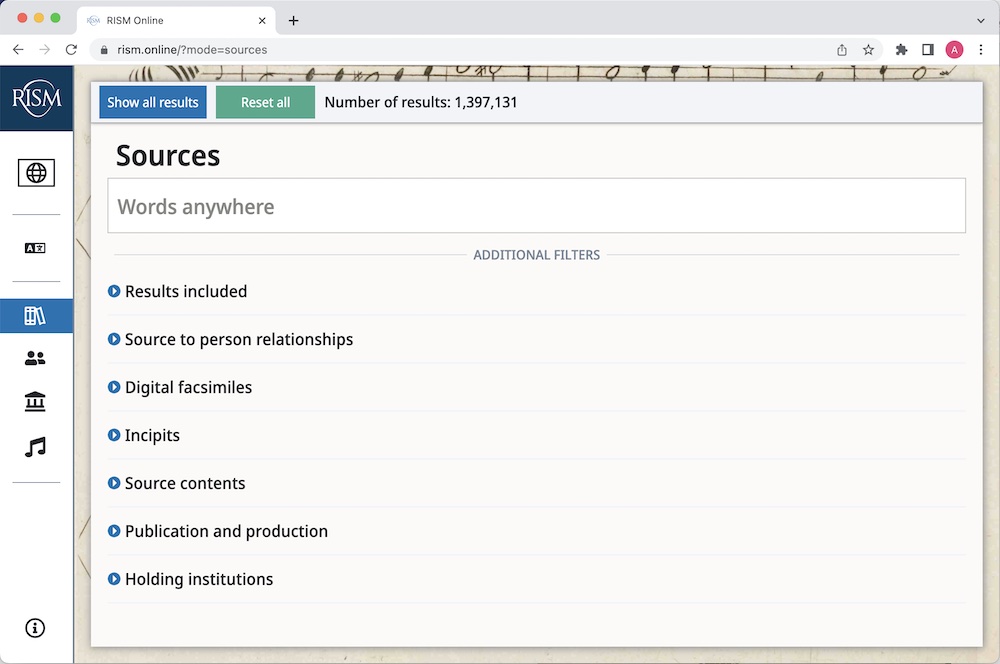 RISM Online
rism.online/?mode=sources
A
RISM
Show all results
Reset all
Number of results: 1,397,131
A文
Sources
Words anywhere
ADDITIONAL FILTERS
Results included
Source to person relationships
Digital facsimiles
Incipits
Source contents
Publication and production
Holding institutions